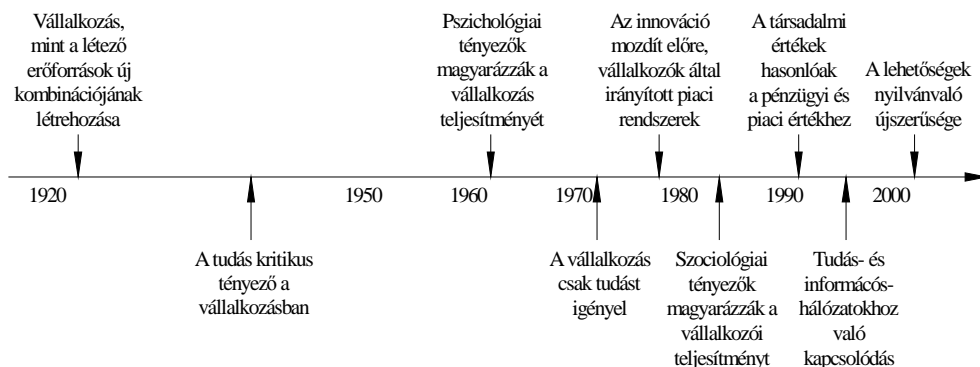 Vállalkozás,
mint a létező
erőforrások új
kombinációjának
létrehozása
Pszichológiai
tényezők
magyarázzák a
vállalkozás
teljesítményét
Az innováció
mozdít előre,
vállalkozók által
irányított piaci
rendszerek
A társadalmi
értékek
hasonlóak
a pénzügyi és
piaci értékhez
A lehetőségek
nyilvánvaló
újszerűsége
1920 1950 1960 1970 1980 1990 2000
A tudás kritikus
tényező a
vállalkozásban
A vállalkozás
csak tudást
igényel
Szociológiai
tényezők
magyarázzák a
vállalkozói
teljesítményt
Tudás- és
informácós-
hálózatokhoz
való
kapcsolódás